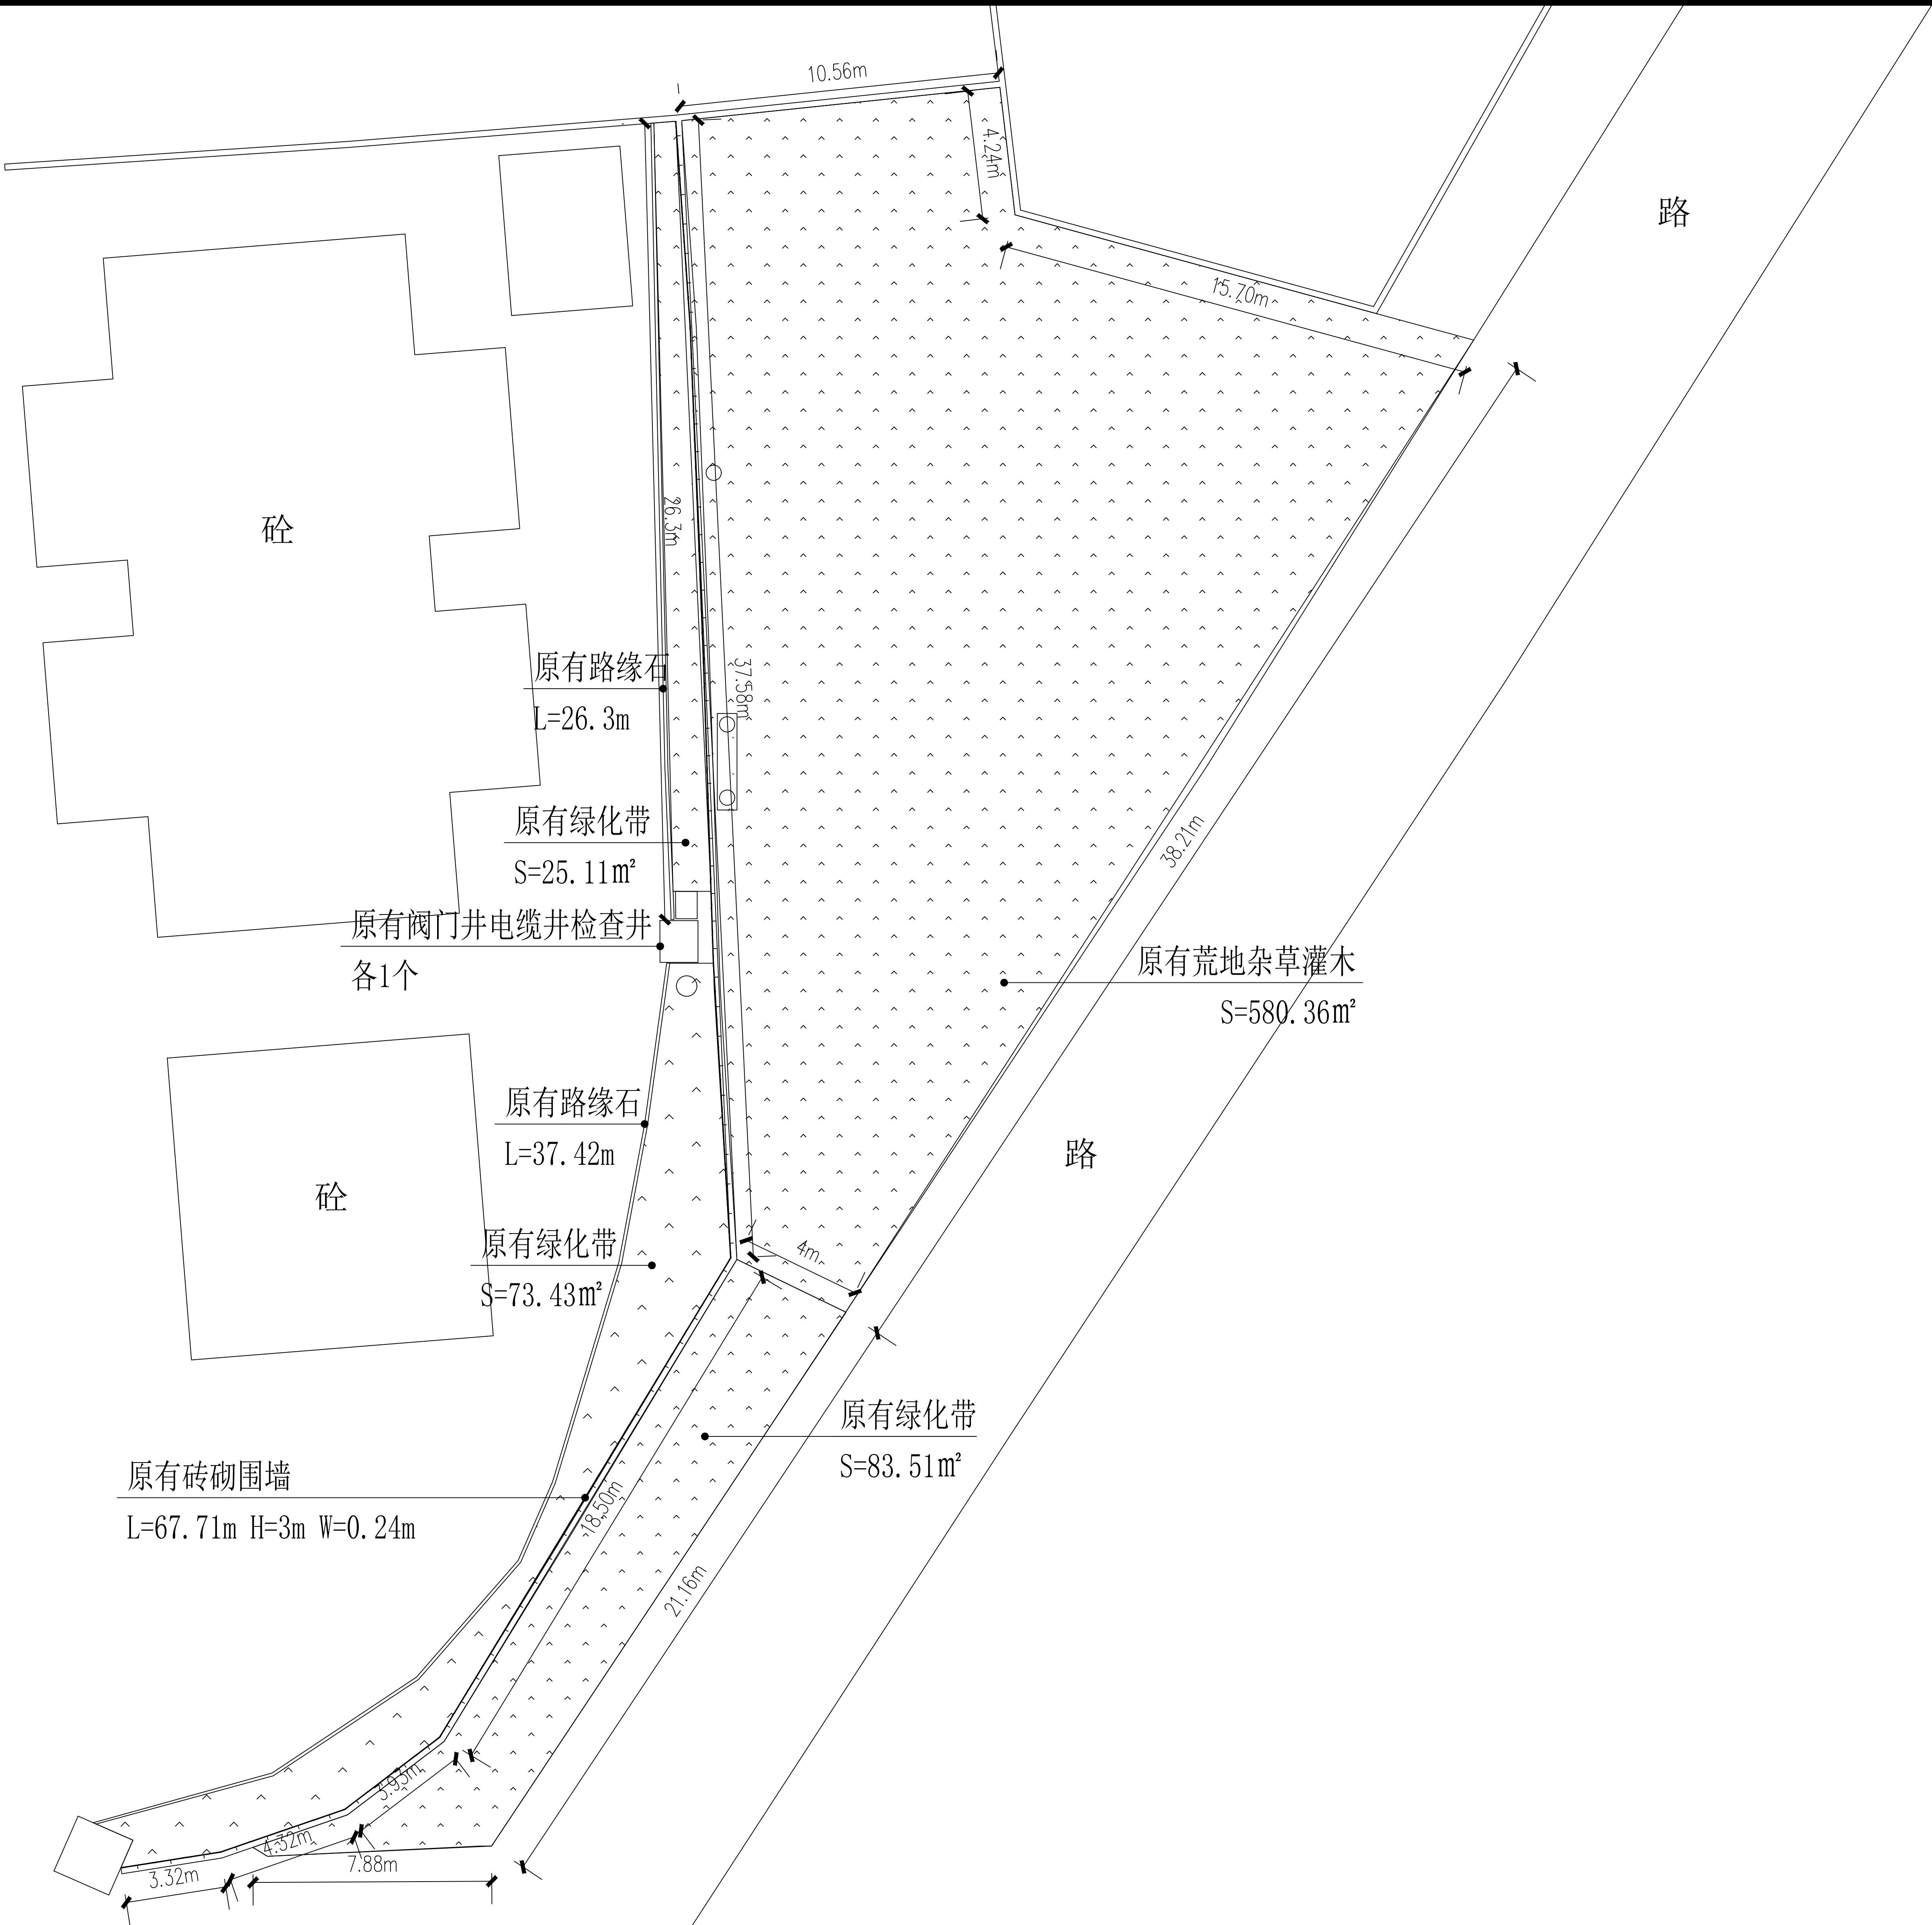 10.56m
4.24m
路
15.70m
砼
26.3m
原有路缘石
L=26.3m
37.58m
原有绿化带
S=25.11m²
38.21m
原有阀门井电缆井检查井
各1个
原有荒地杂草灌木
S=580.36m²
原有路缘石
L=37.42m
路
砼
原有绿化带
S=73.43m²
4m
原有绿化带
S=83.51m²
原有砖砌围墙
L=67.71m H=3m W=0.24m
18.50m
21.16m
3.93m
4.32m
7.88m
3.32m